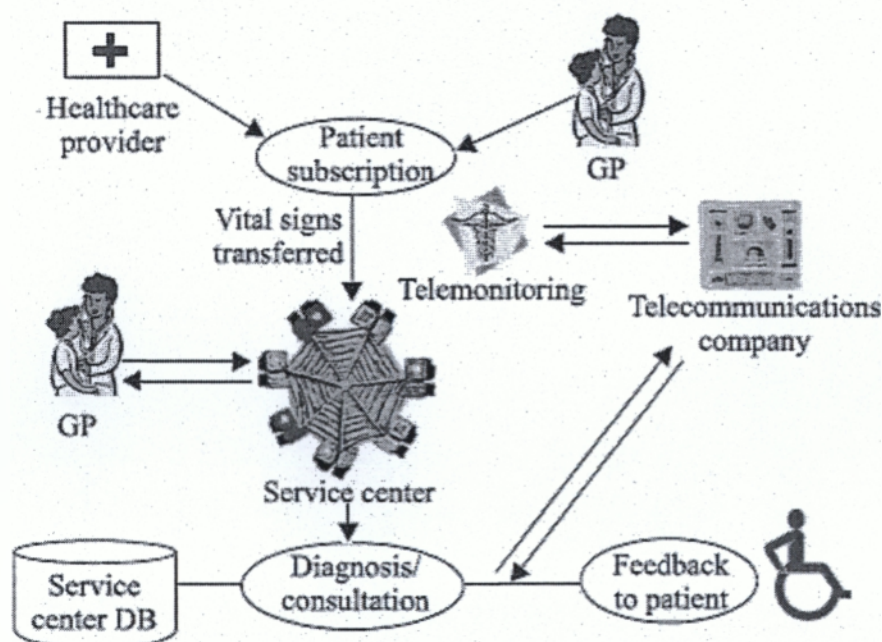 Healthcare
provider
Patient
subscription
GP
Vital signs
transferred
Telemonitoring
Telecommunications
company
GP
Service center
Service
center DB
Diagnosis/
consultation
Feedback
to patient